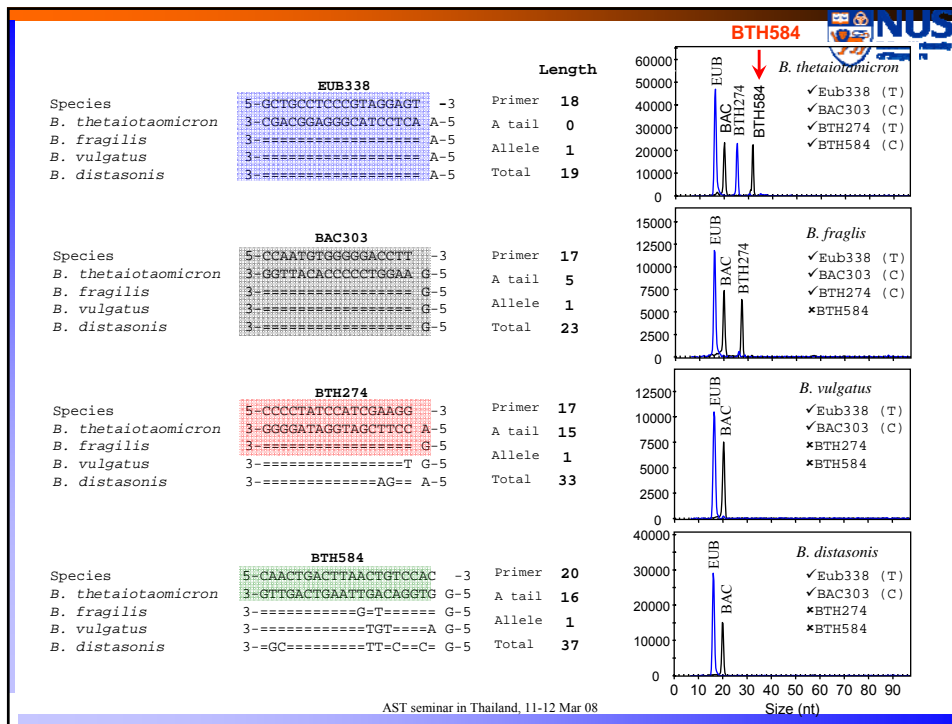 BTH584
NUS
EUB338
Length
Species 5-GCTGCCTCCCGTAGGAGT -3 Primer 18
B. thetaiotaomicron 3-CGACGGAGGGCATCCTCA A-5 A tail 0
B. fragilis 3-================== A-5 Allele 1
B. vulgatus 3-================== A-5
B. distasonis 3-================== A-5 Total 19
BAC303
Species 5-CCAATGTGGGGGACCTT -3 Primer 17
B. thetaiotaomicron 3-GGTTACACCCCCTGGAA G-5 A tail 5
B. fragilis 3-================ G-5 Allele 1
B. vulgatus 3-================ G-5
B. distasonis 3-================ G-5 Total 23
BTH274
Species 5-CCCCTATCCATCGAAGG -3 Primer 17
B. thetaiotaomicron 3-GGGGATAGGTAGCTTCC A-5 A tail 15
B. fragilis 3-================= G-5 Allele 1
B. vulgatus 3-================T G-5
B. distasonis 3-=============AG== A-5 Total 33
BTH584
Species 5-CAACTGACTTAACTGTCCAC -3 Primer 20
B. thetaiotaomicron 3-GTTGACTGAATTGACAGGTG G-5 A tail 16
B. fragilis 3-===========G=T====== G-5 Allele 1
B. vulgatus 3-============TGT====A G-5
B. distasonis 3-=GC=========TT=C==C= G-5 Total 37
60000
50000
40000
30000
20000
10000
0
EUB
BAC
BTH274
BTH584
B. thetaiotamicron
✓Eub338 (T)
✓BAC303 (C)
✓BTH274 (T)
✓BTH584 (C)
15000
12500
10000
7500
5000
2500
0
EUB
BAC
BTH274
B. fraglis
✓Eub338 (T)
✓BAC303 (C)
✓BTH274 (C)
×BTH584
12500
10000
7500
5000
2500
0
EUB
BAC
B. vulgatus
✓Eub338 (T)
✓BAC303 (C)
×BTH274
×BTH584
40000
30000
20000
10000
0
EUB
BAC
B. distasonis
✓Eub338 (T)
✓BAC303 (C)
×BTH274
×BTH584
0 10 20 30 40 50 60 70 80 90
Size (nt)
AST seminar in Thailand, 11-12 Mar 08